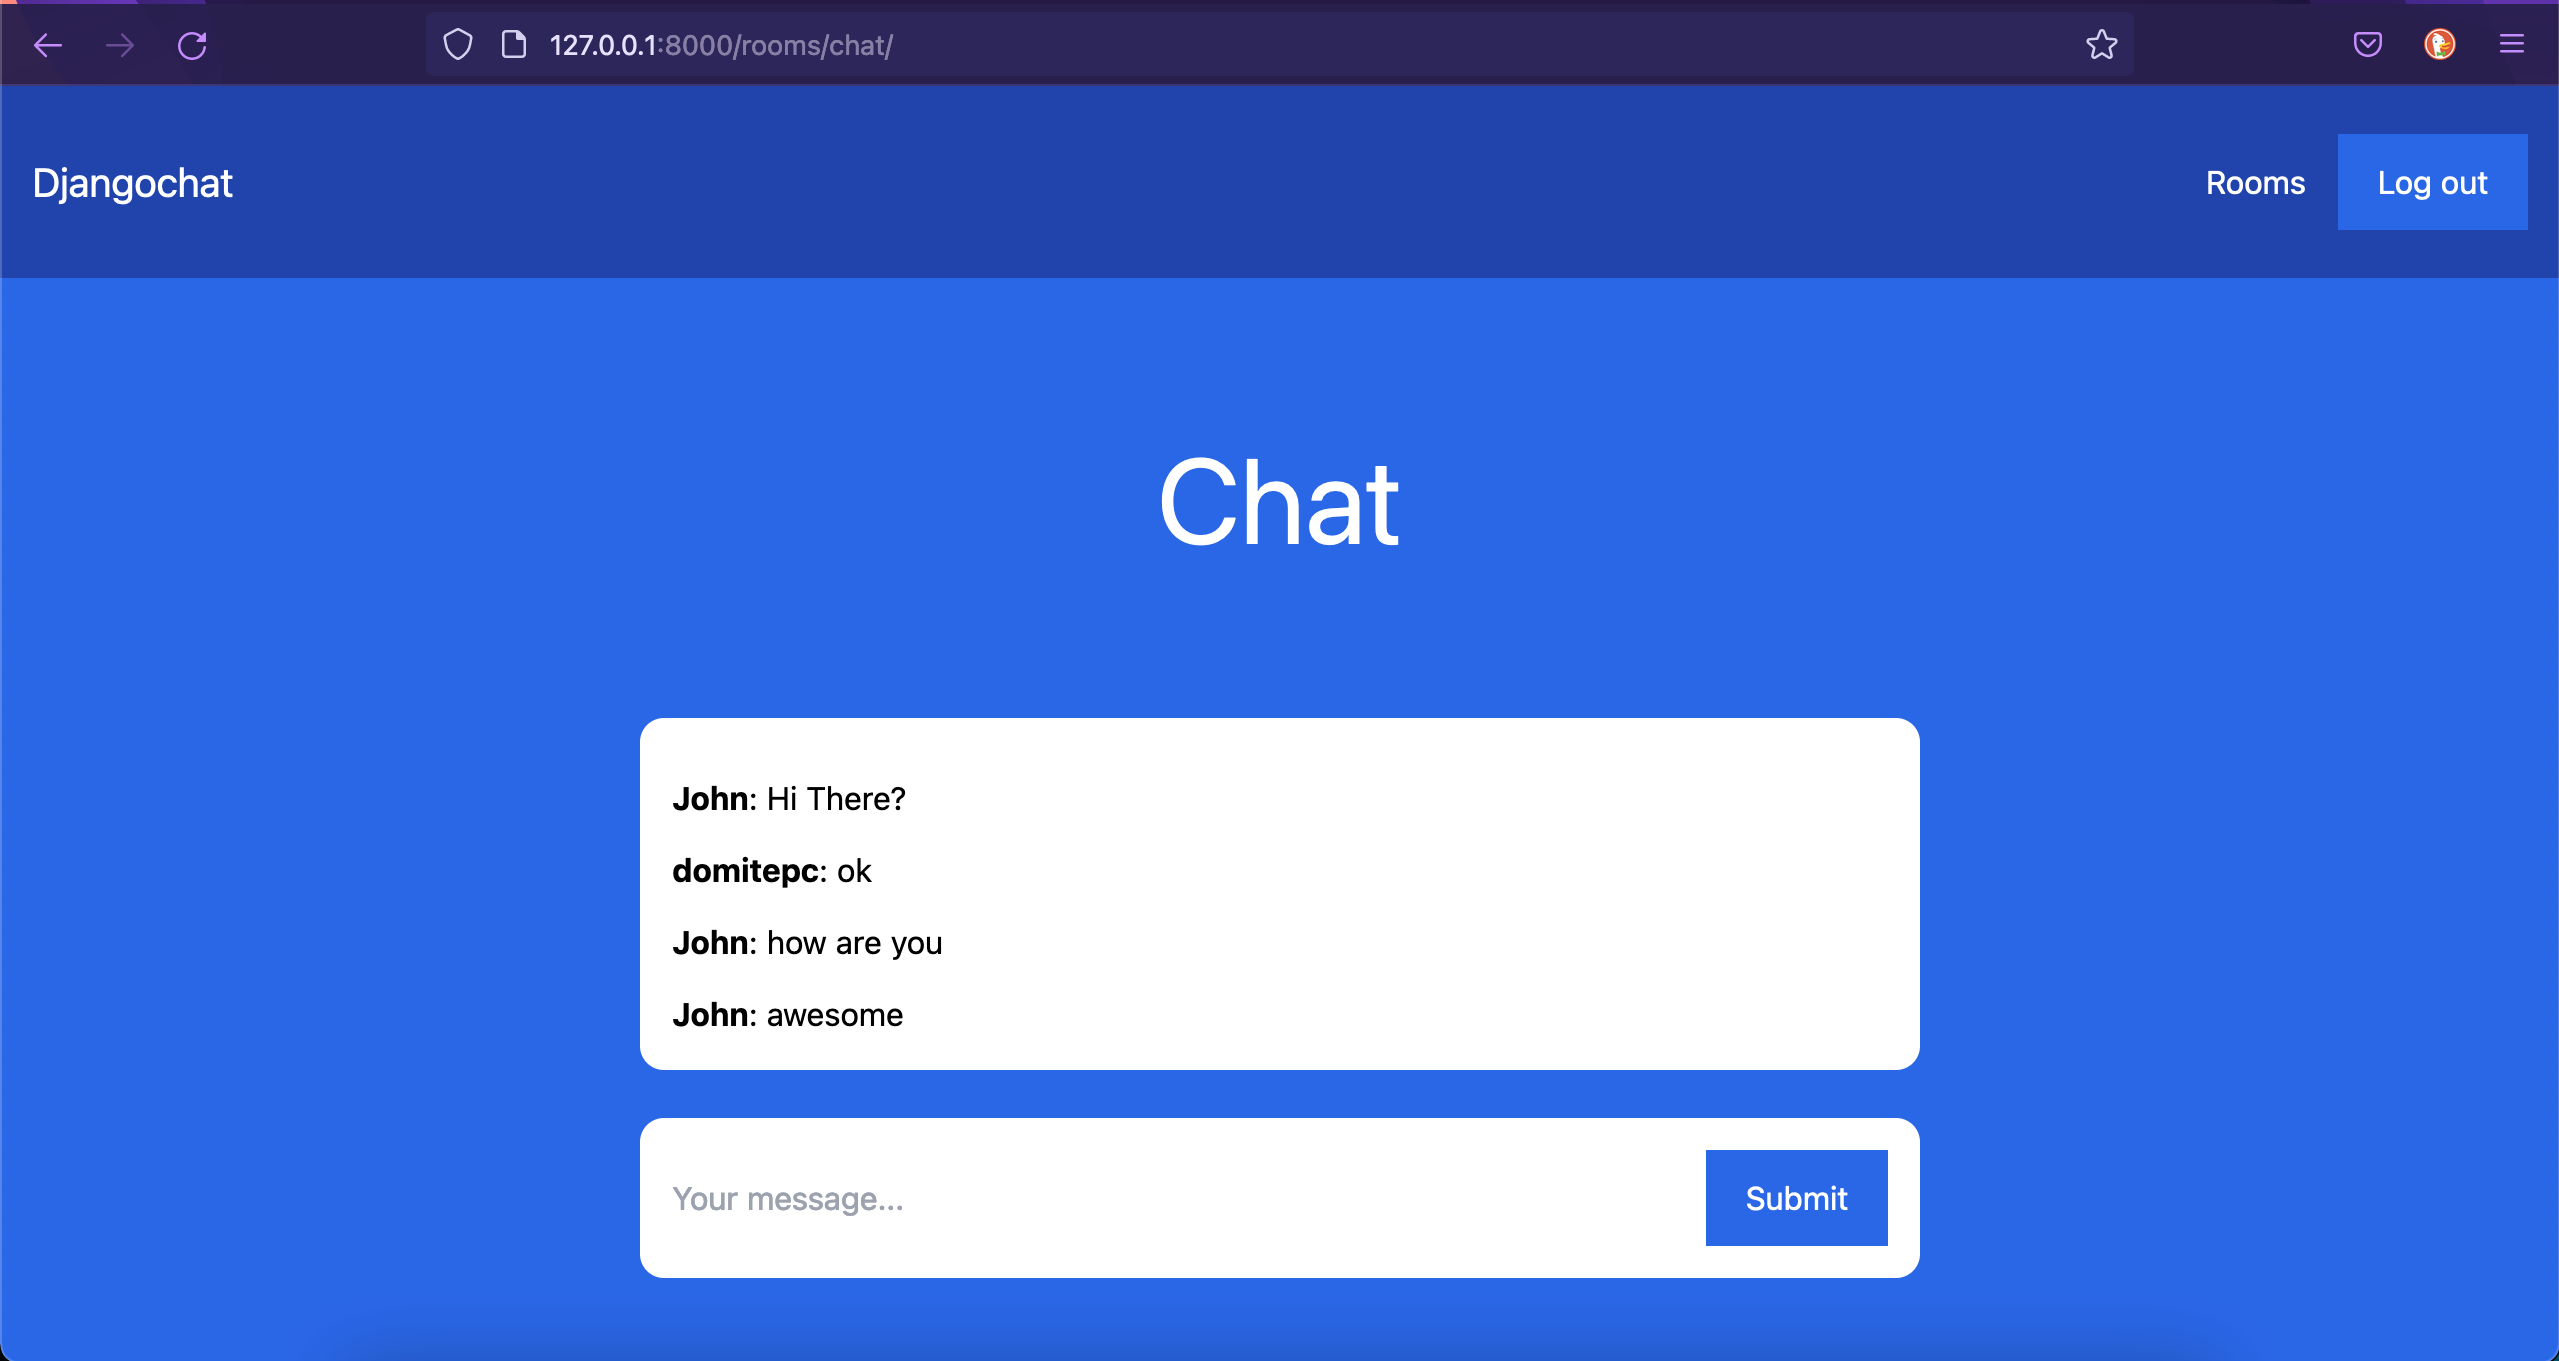 127.0.0.1:8000/rooms/chat/
Djangochat
Rooms
Log out
Chat
John: Hi There?
domitepc: ok
John: how are you
John: awesome
Your message...
Submit